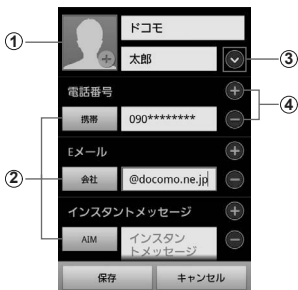 ① ドコモ
太郎 ③
電話番号 ④
携帯 090********
Eメール
② 会社 @docomo.ne.jp
インスタントメッセージ
AIM インスタン
トメッセージ
保存 キャンセル